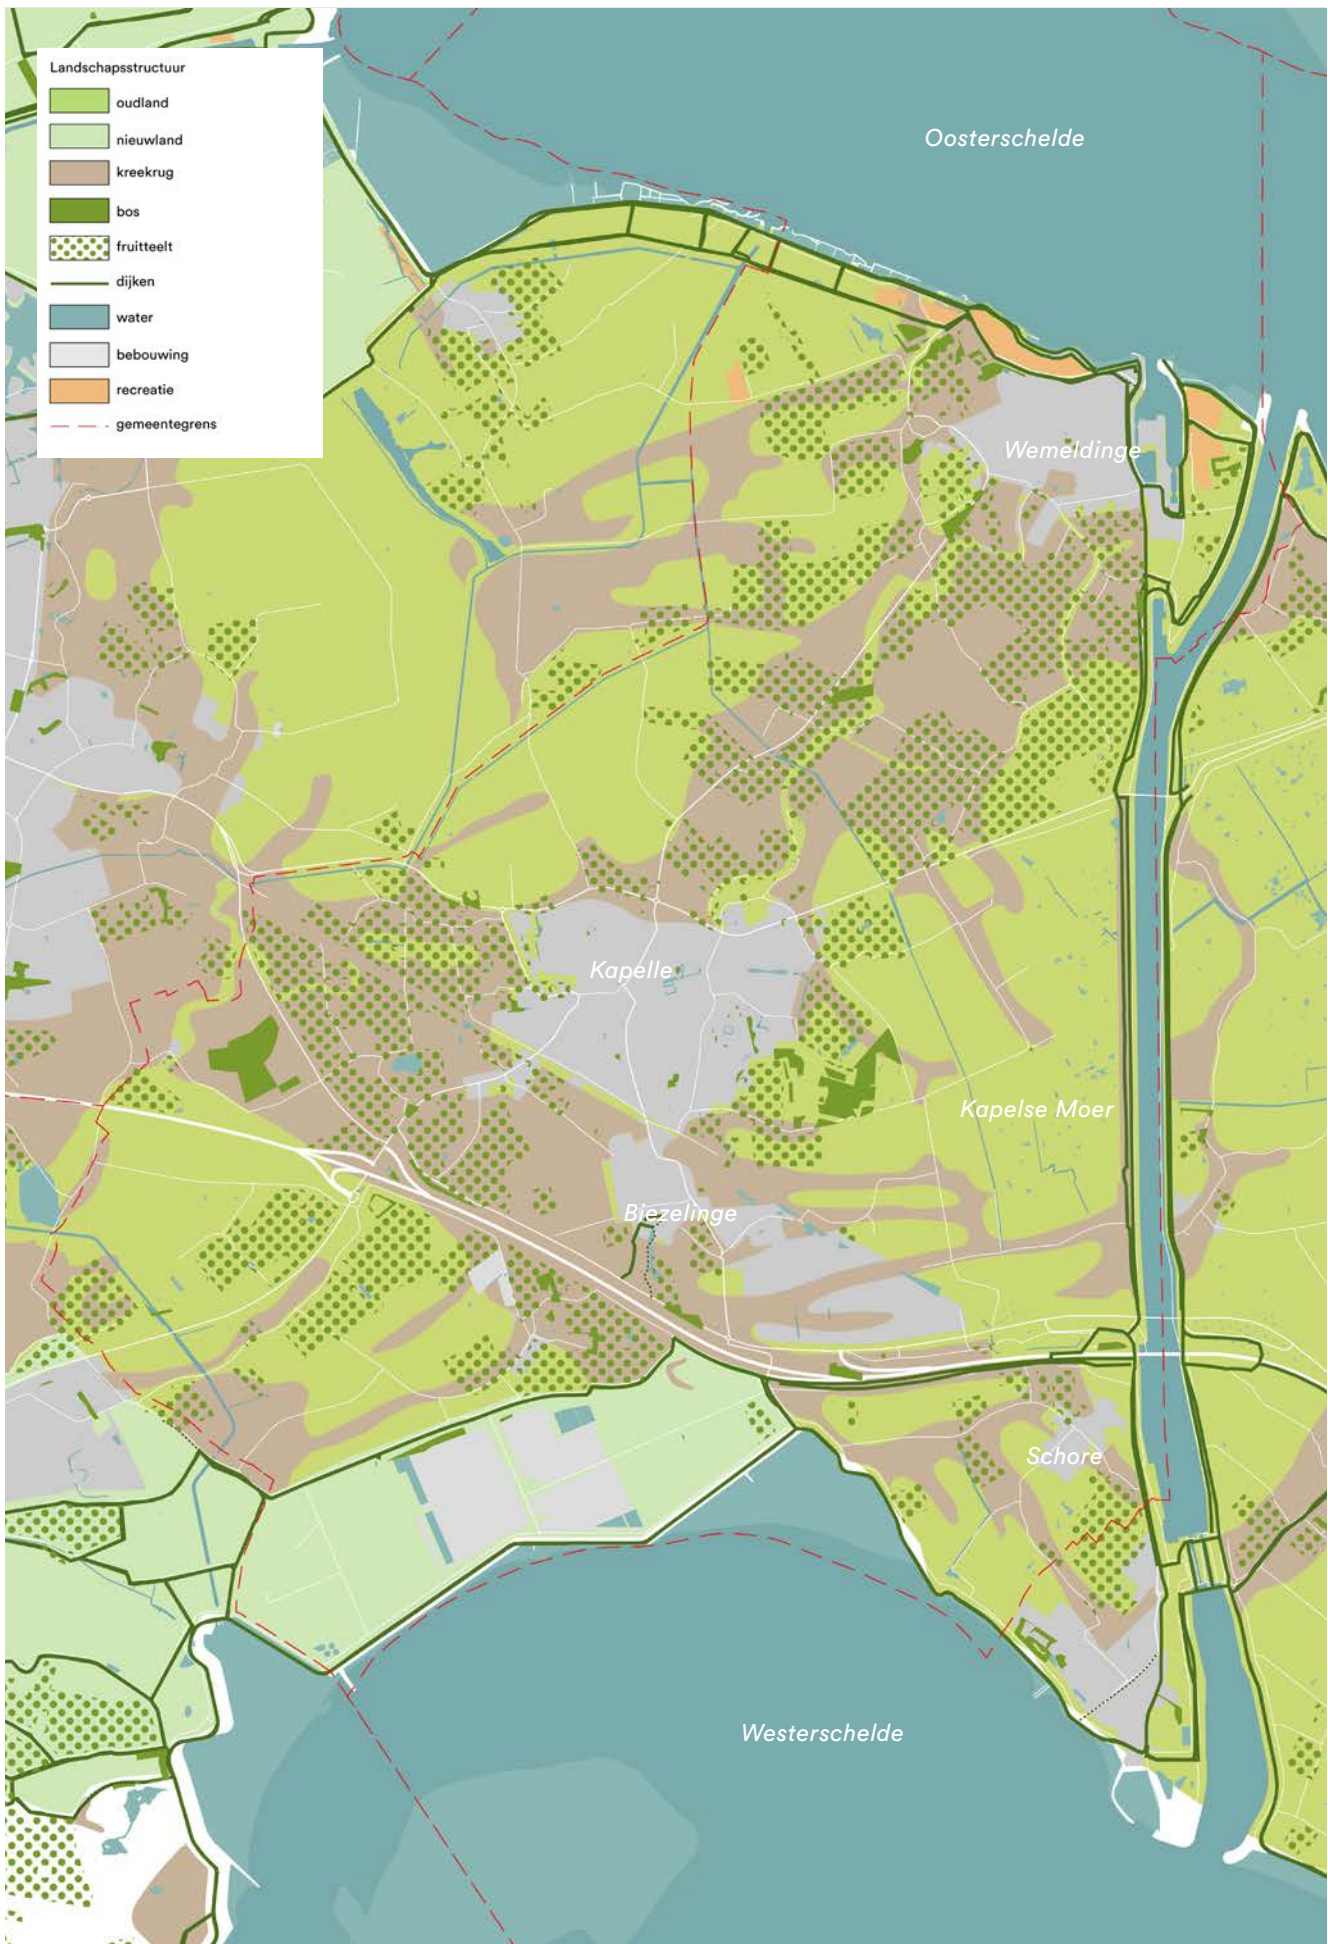 Landschapsstructuur
oudland
nieuwland
kreekrug
bos
fruitteelt
dijken
water
bebouwing
recreatie
gemeentegrens
Oosterschelde
Wemeldinge
Kapelle
Kapelse Moer
Biezelinge
Schore
Westerschelde